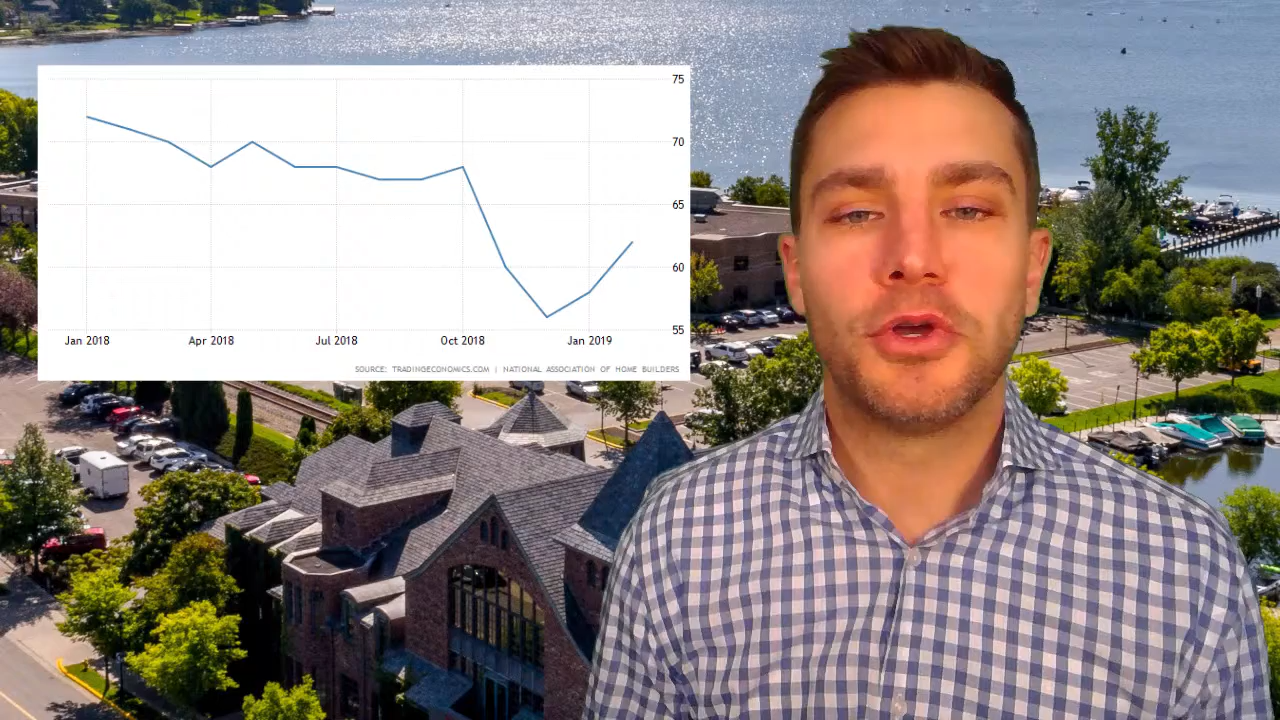 75
70
65
60
55
Jan 2018 Apr 2018 Jul 2018 Oct 2018 Jan 2019
SOURCE: TRADINGECONOMICS.COM | NATIONAL ASSOCIATION OF HOME BUILDERS